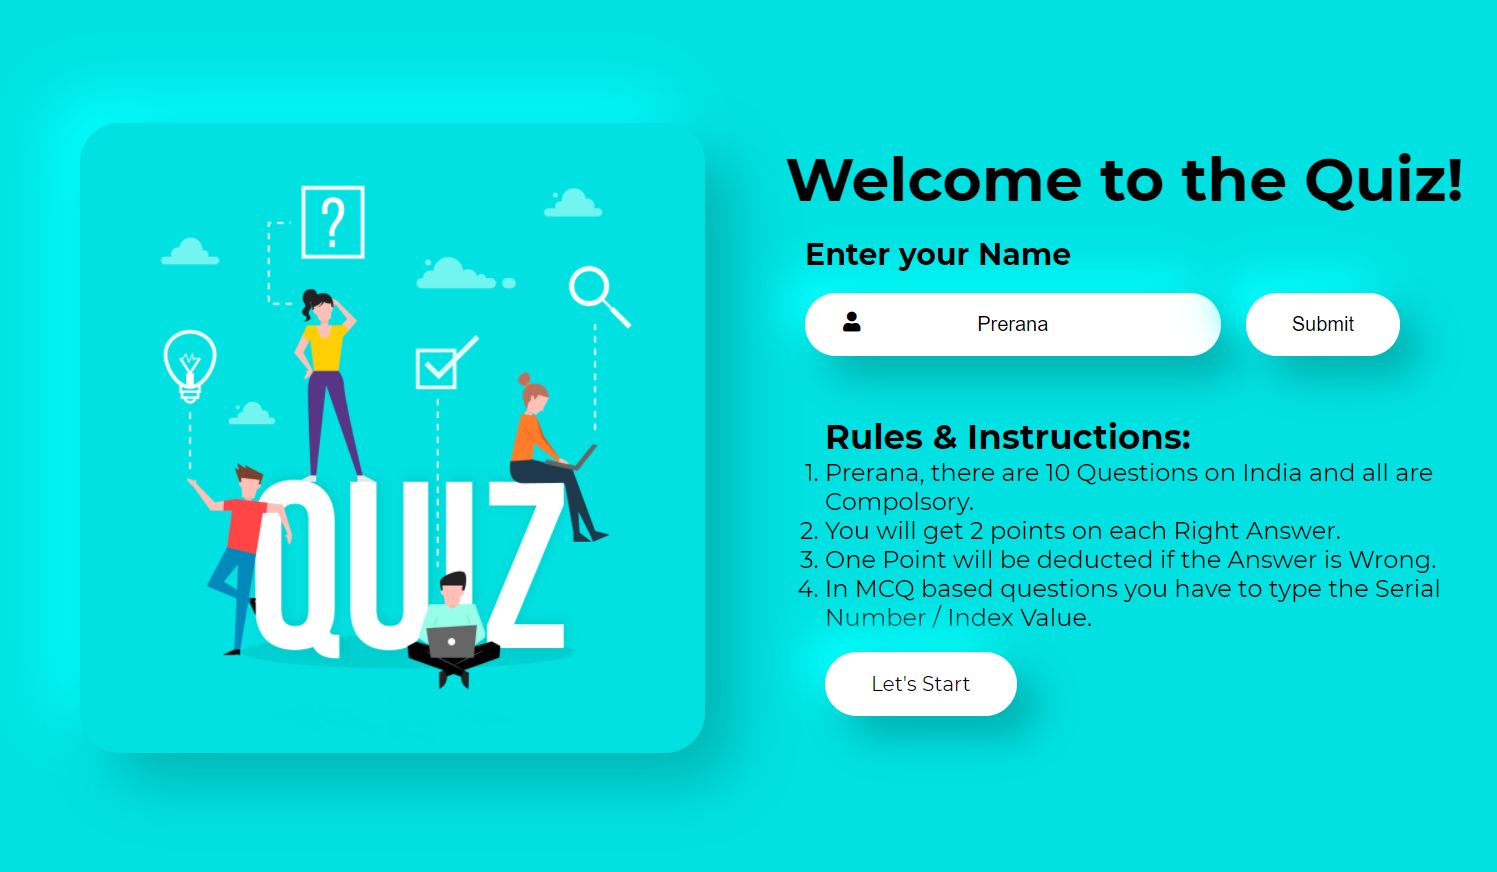 ?
QUIZ
Welcome to the Quiz!
Enter your Name
Prerana
Submit
Rules & Instructions:
1. Prerana, there are 10 Questions on India and all are
Compolsory.
2. You will get 2 points on each Right Answer.
3. One Point will be deducted if the Answer is Wrong.
4. In MCQ based questions you have to type the Serial
Number / Index Value.
Let's Start